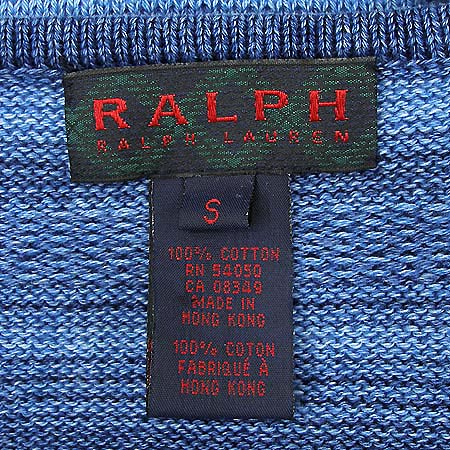 RALPH
RALPH LAUREN
S
100% COTTON
RN 54050
CA 08349
MADE IN
HONG KONG
100% COTON
FABRIQUÉ À
HONG KONG